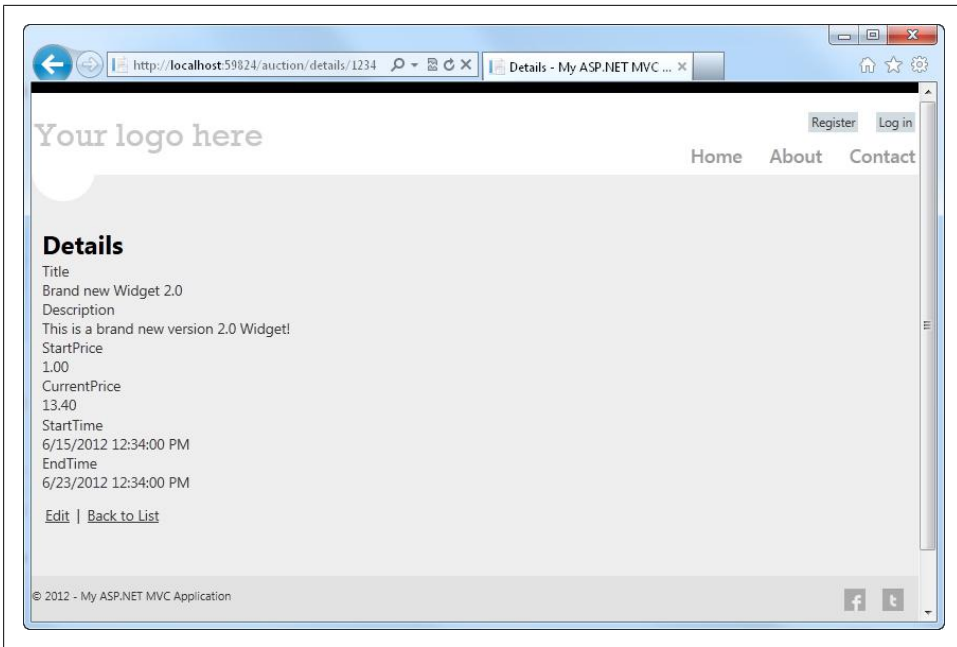 http://localhost:59824/auction/details/1234
Details - My ASP.NET MVC ...
Your logo here
Register
Log in
Home
About
Contact
Details
Title
Brand new Widget 2.0
Description
This is a brand new version 2.0 Widget!
StartPrice
1.00
CurrentPrice
13.40
StartTime
6/15/2012 12:34:00 PM
EndTime
6/23/2012 12:34:00 PM
Edit | Back to List
© 2012 - My ASP.NET MVC Application